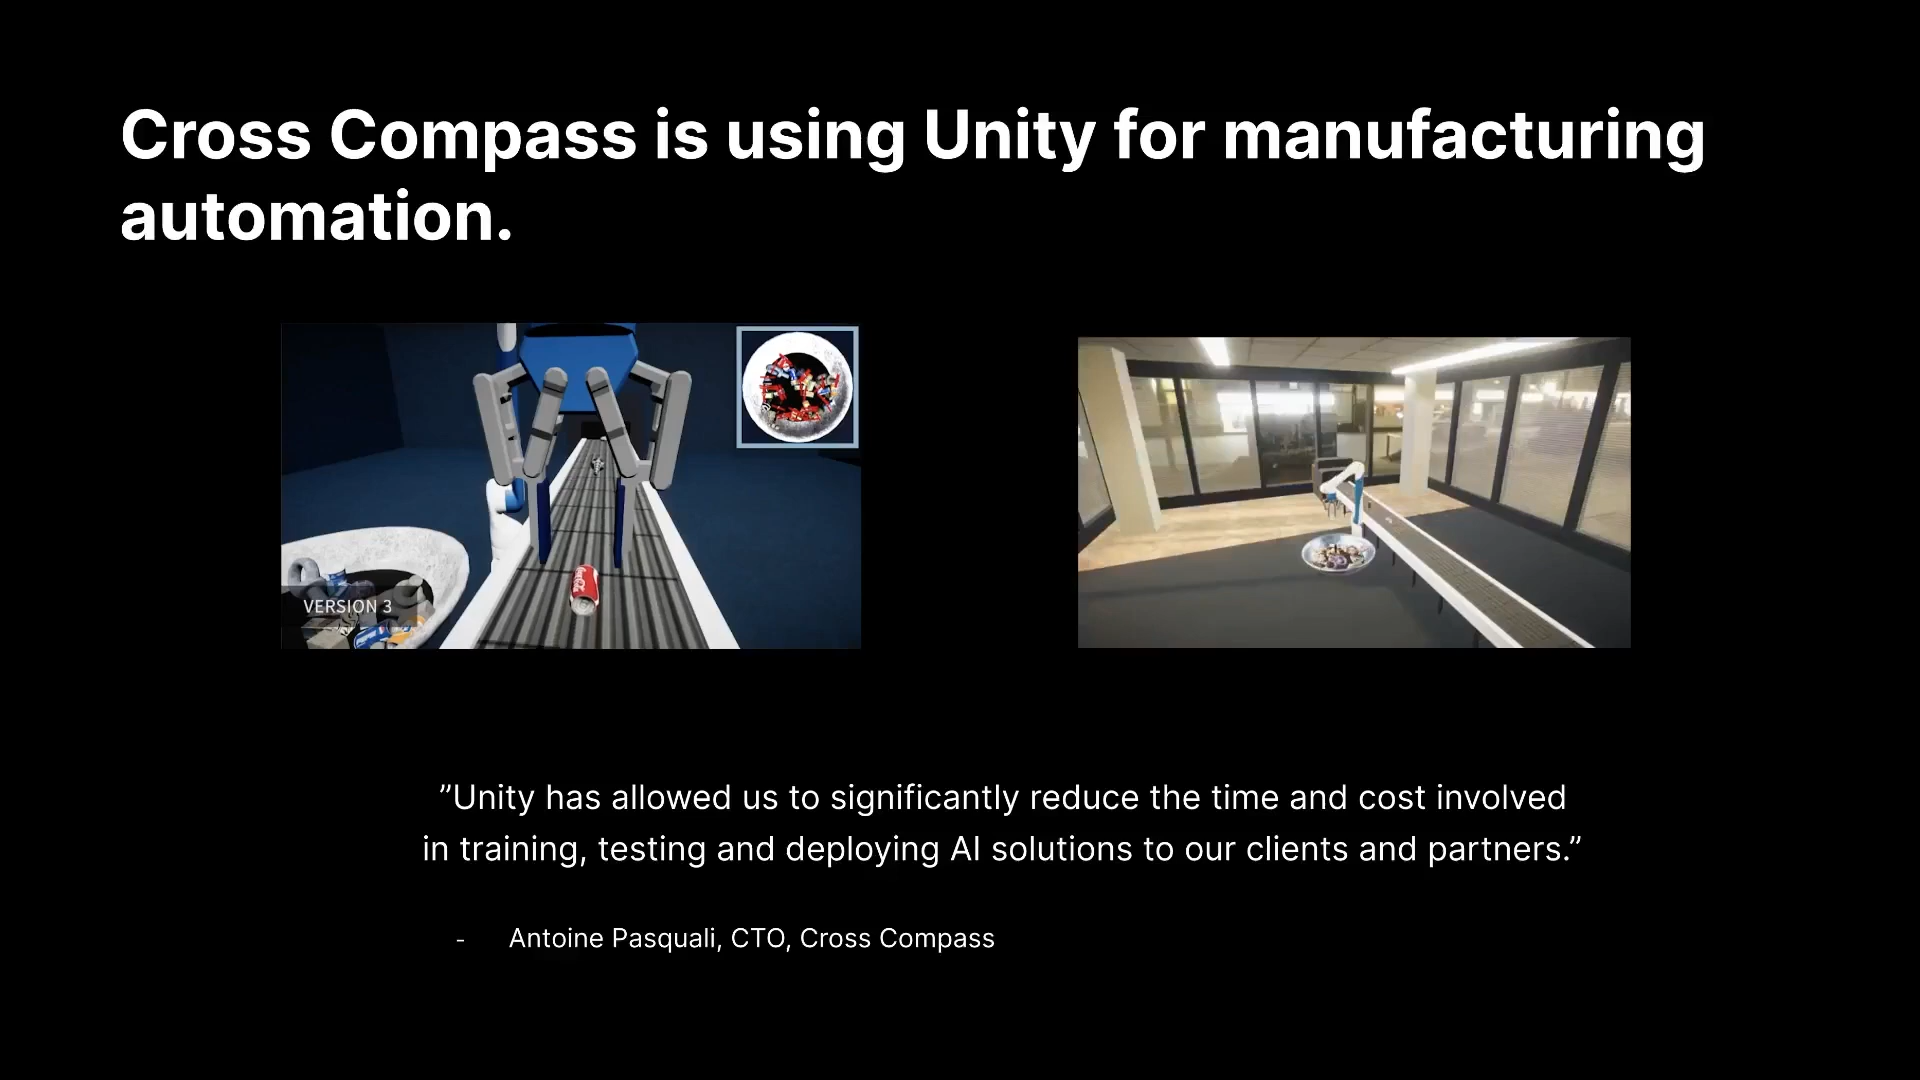 Cross Compass is using Unity for manufacturing
automation.
VERSION 3
”Unity has allowed us to significantly reduce the time and cost involved
in training, testing and deploying AI solutions to our clients and partners.”
- Antoine Pasquali, CTO, Cross Compass